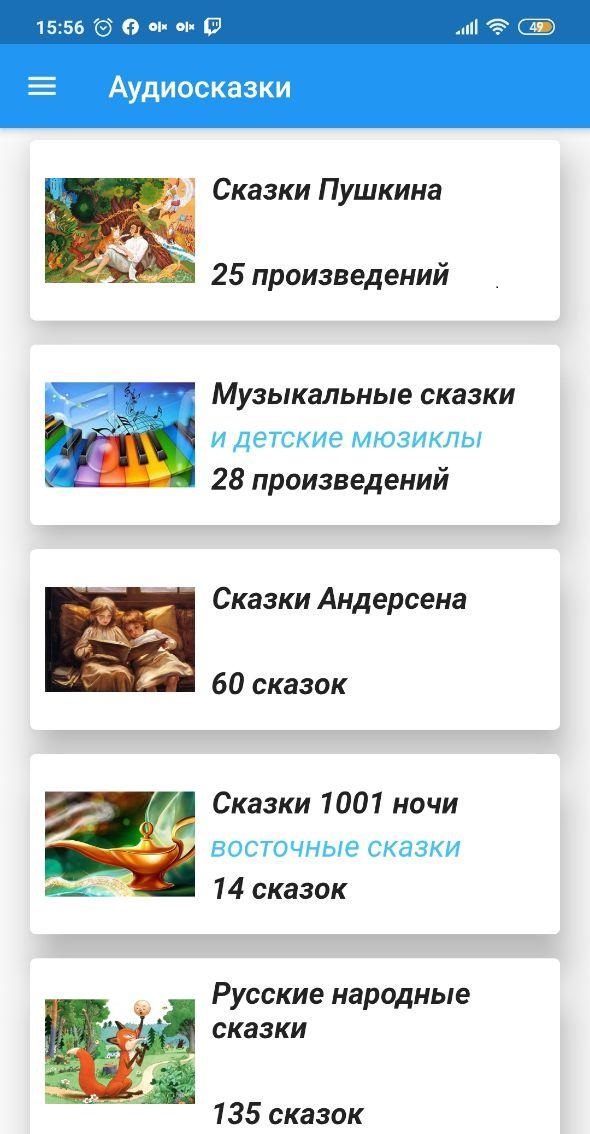 15:56
49
Аудиосказки
Сказки Пушкина
25 произведений
Музыкальные сказки
и детские мюзиклы
28 произведений
Сказки Андерсена
60 сказок
Сказки 1001 ночи
восточные сказки
14 сказок
Русские народные
сказки
135 сказок